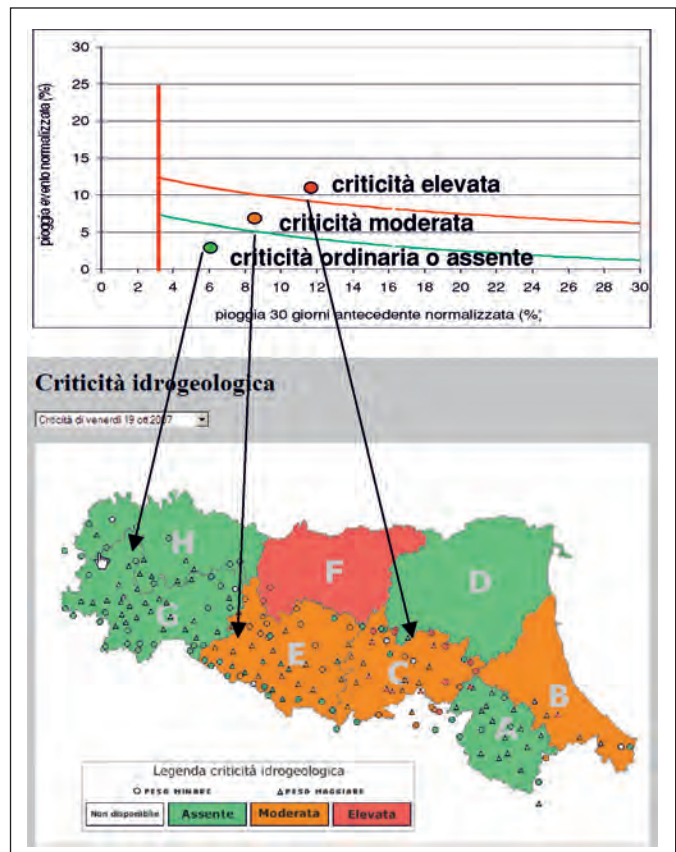 30
25
20
15
10
5
0
pioggia evento normalizzata (%)
criticità elevata
criticità moderata
criticità ordinaria o assente
0 2 4 6 8 10 12 14 16 18 20 22 24 26 28 30
pioggia 30 giorni antecedente normalizzata (%)
Criticità idrogeologica
Criticità di venerdì 19 ott 2007
H
G
F
D
E
C
B
A
Legenda criticità idrogeologica
PESO MINORE PESO MAGGIORE
Non disponibile Assente Moderata Elevata